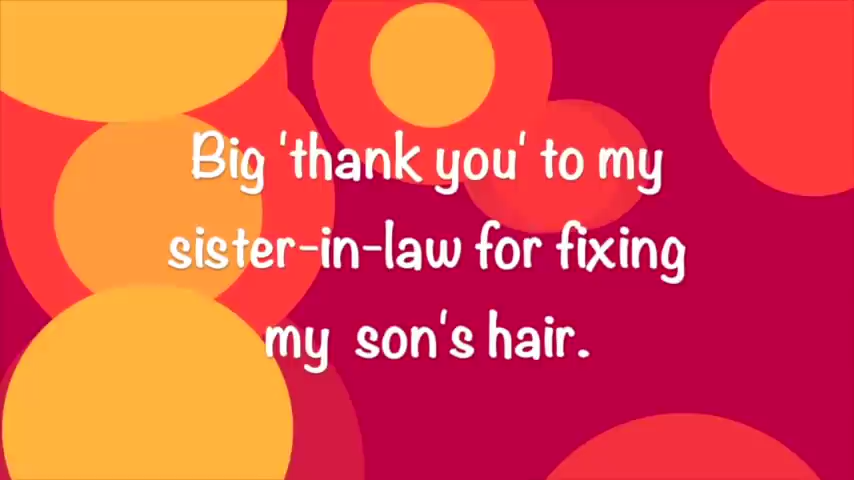 Big 'thank you' to my
sister-in-law for fixing
my son's hair.